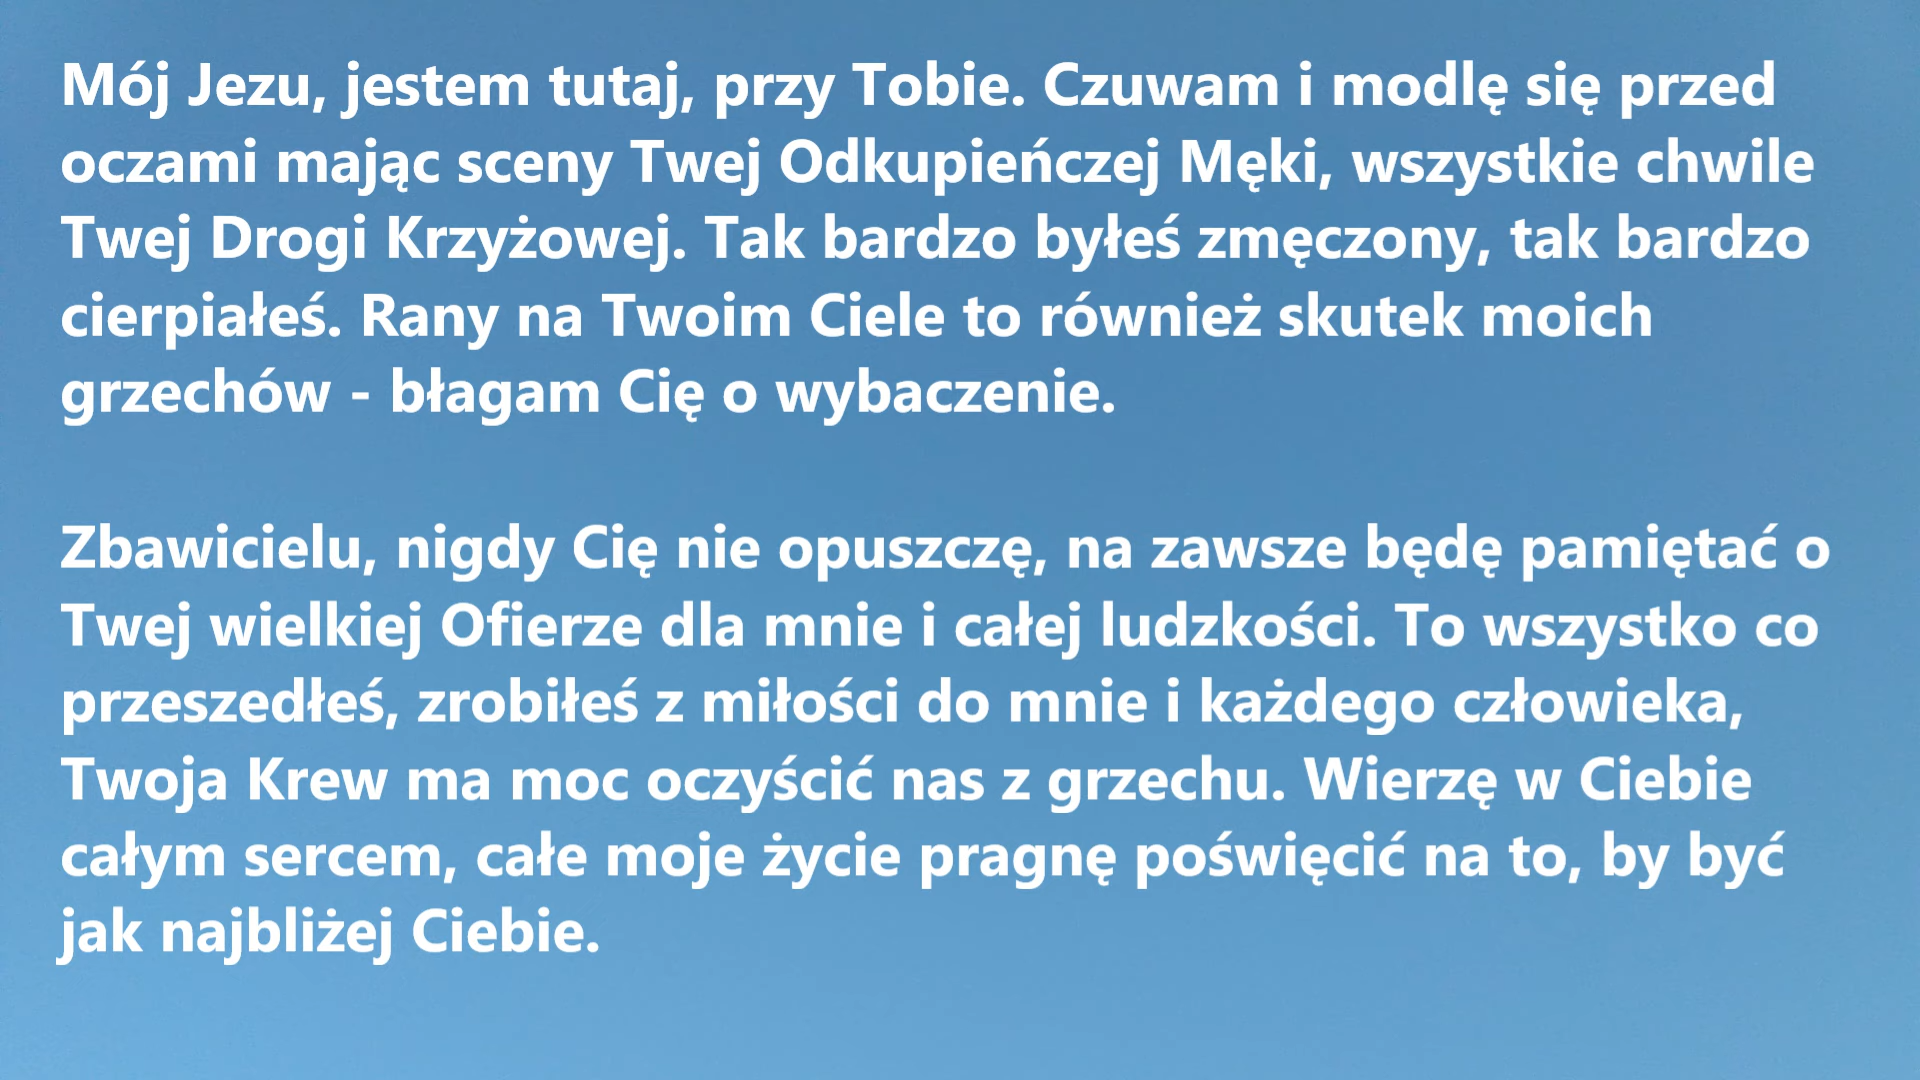 Mój Jezu, jestem tutaj, przy Tobie. Czuwam i modlę się przed
oczami mając sceny Twej Odkupieńczej Męki, wszystkie chwile
Twej Drogi Krzyżowej. Tak bardzo byłeś zmęczony, tak bardzo
cierpiałeś. Rany na Twoim Ciele to również skutek moich
grzechów - błagam Cię o wybaczenie.
Zbawicielu, nigdy Cię nie opuszczę, na zawsze będę pamiętać o
Twej wielkiej Ofierze dla mnie i całej ludzkości. To wszystko co
przeszedłeś, zrobiłeś z miłości do mnie i każdego człowieka,
Twoja Krew ma moc oczyścić nas z grzechu. Wierzę w Ciebie
całym sercem, całe moje życie pragnę poświęcić na to, by być
jak najbliżej Ciebie.